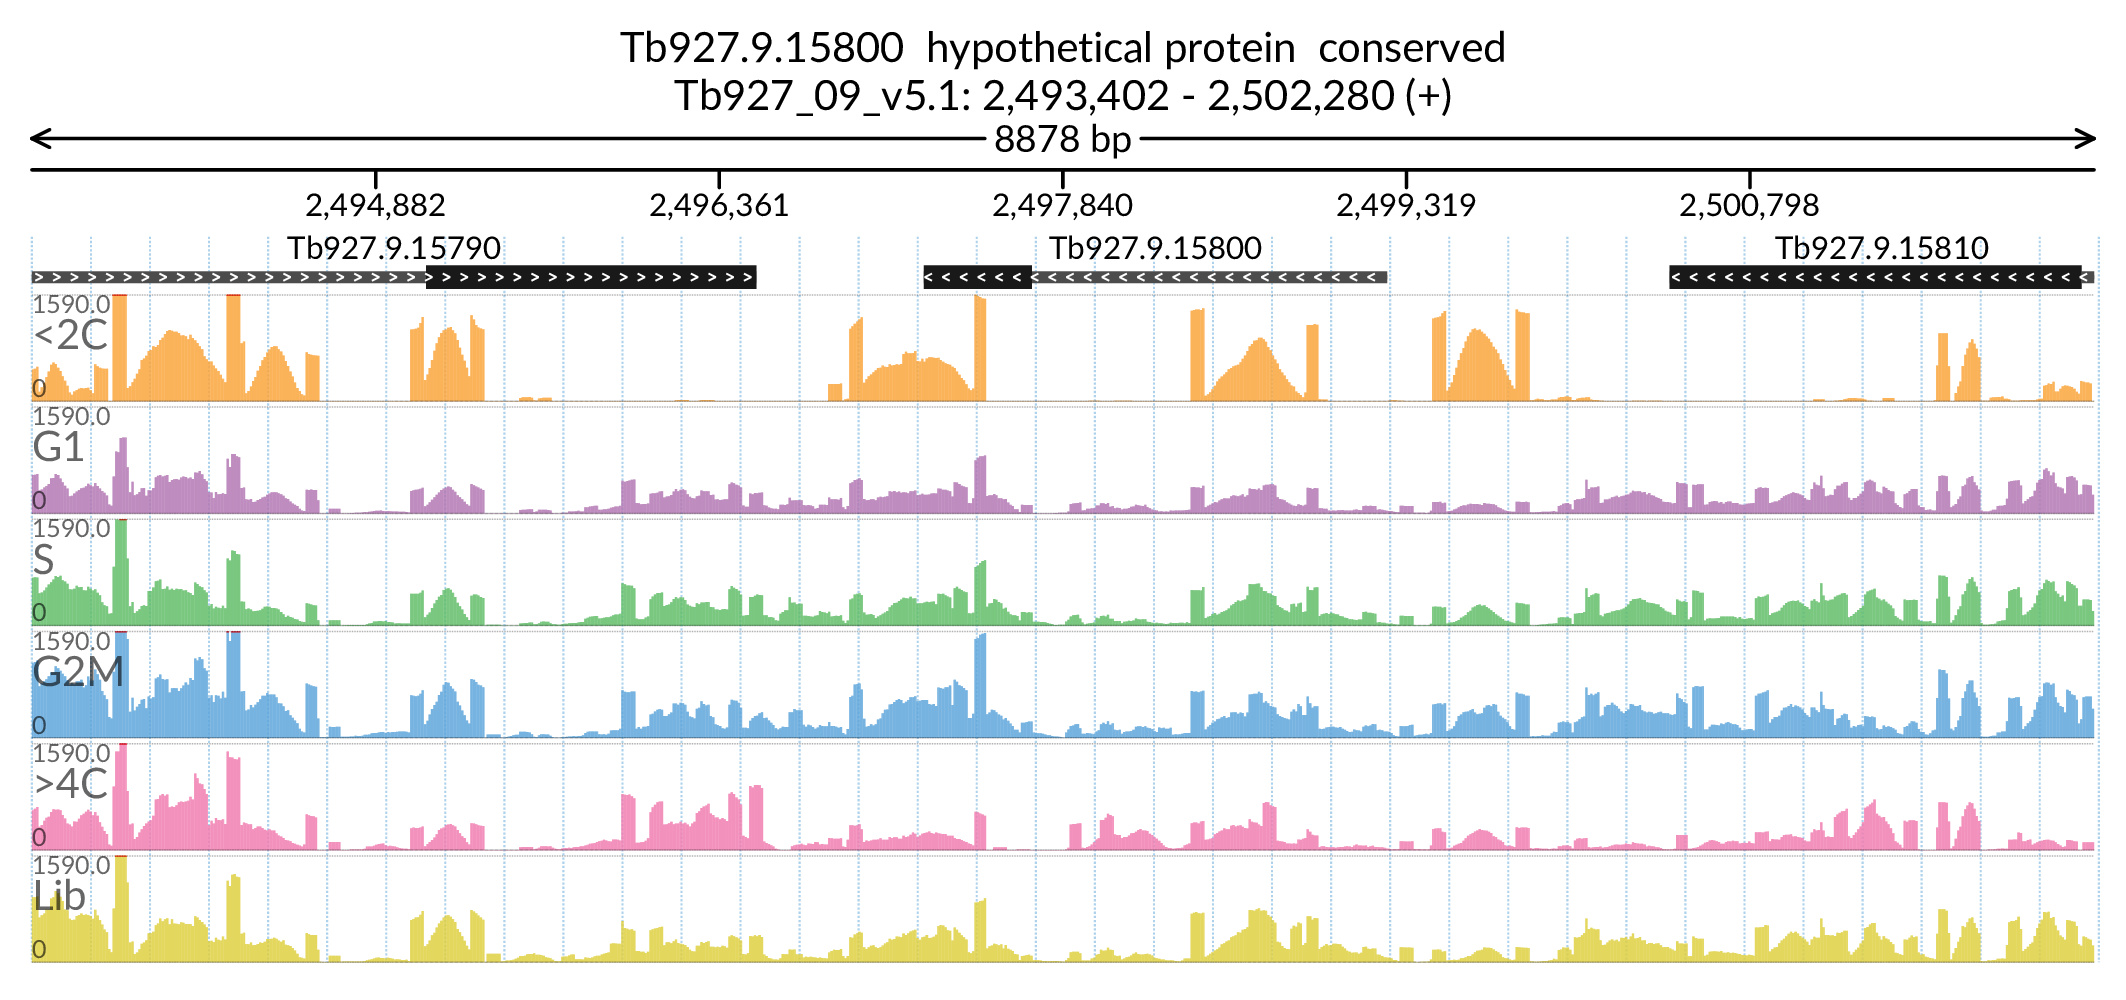 Tb927.9.15800 hypothetical protein conserved
Tb927_09_v5.1: 2,493,402 - 2,502,280 (+)
8878 bp
2,494,882 2,496,361 2,497,840 2,499,319 2,500,798
Tb927.9.15790 Tb927.9.15800 Tb927.9.15810
1590.0
<2C
0
1590.0
G1
0
1590.0
S
0
1590.0
G2M
0
1590.0
>4C
0
1590.0
Lib
0